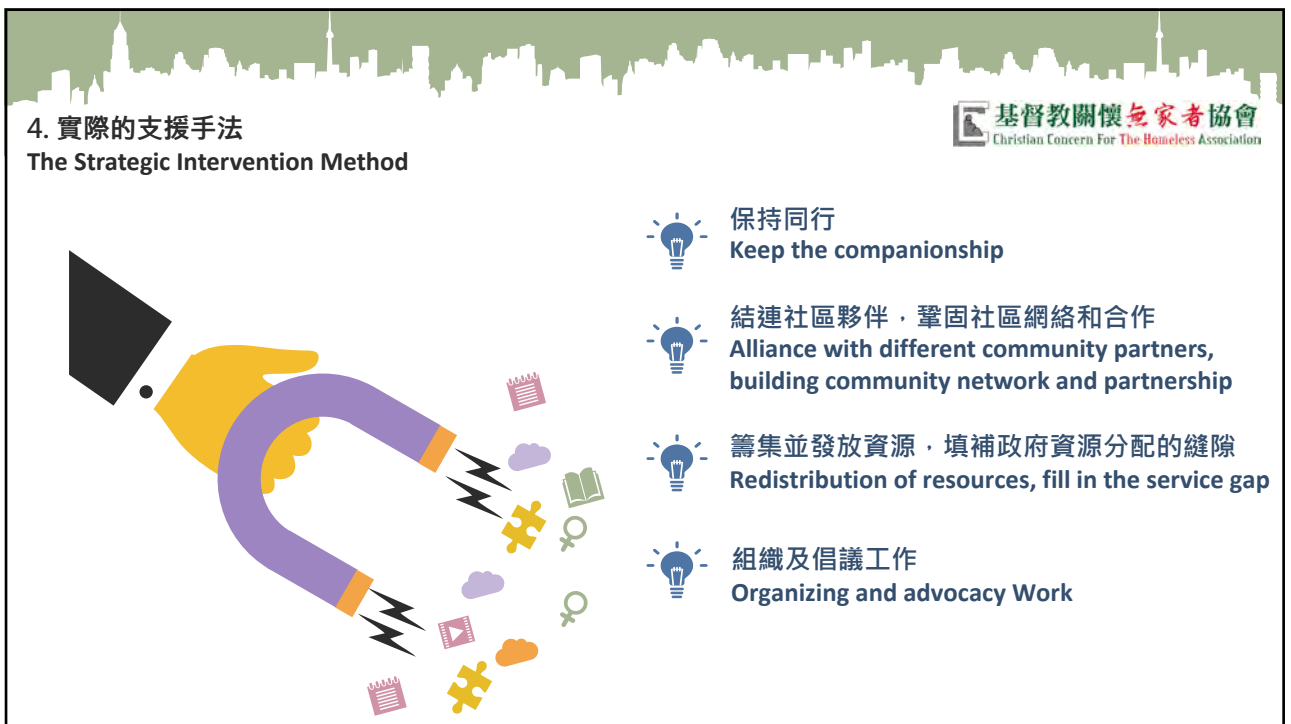 4. 實際的支援手法
The Strategic Intervention Method
基督教關懷無家者協會
Christian Concern For The Homeless Association
保持同行
Keep the companionship
結連社區夥伴，鞏固社區網絡和合作
Alliance with different community partners,
building community network and partnership
籌集並發放資源，填補政府資源分配的縫隙
Redistribution of resources, fill in the service gap
組織及倡議工作
Organizing and advocacy Work